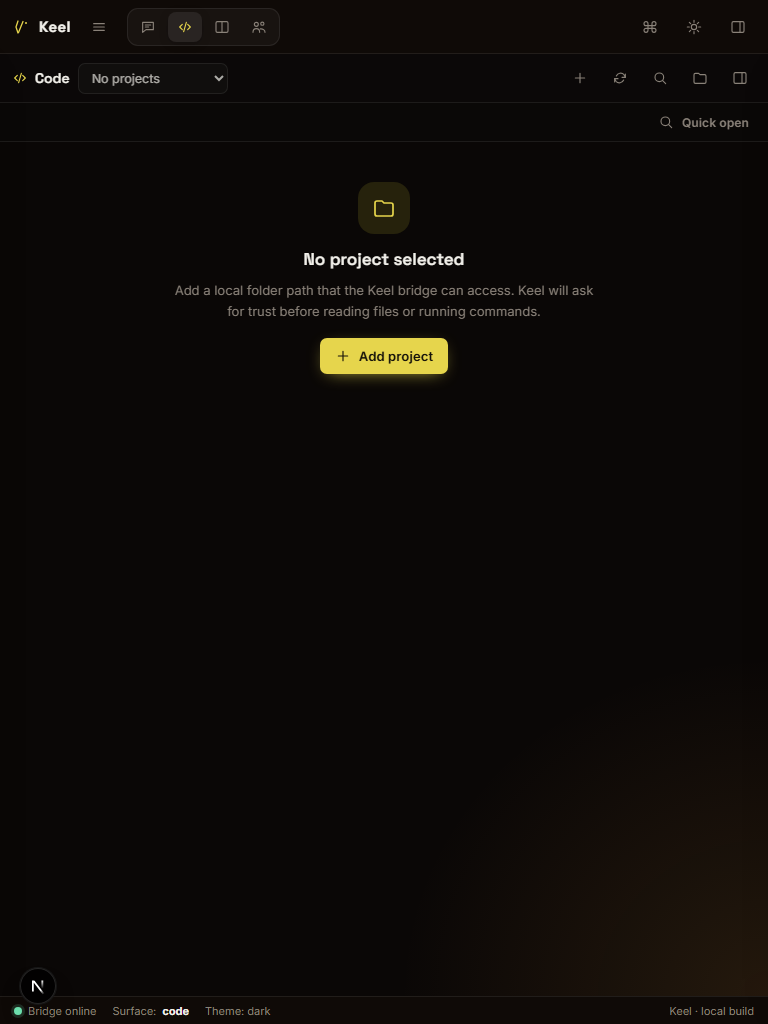 Keel
Code
No projects
Quick open
No project selected
Add a local folder path that the Keel bridge can access. Keel will ask
for trust before reading files or running commands.
Add project
N
Bridge online
Surface: code
Theme: dark
Keel · local build